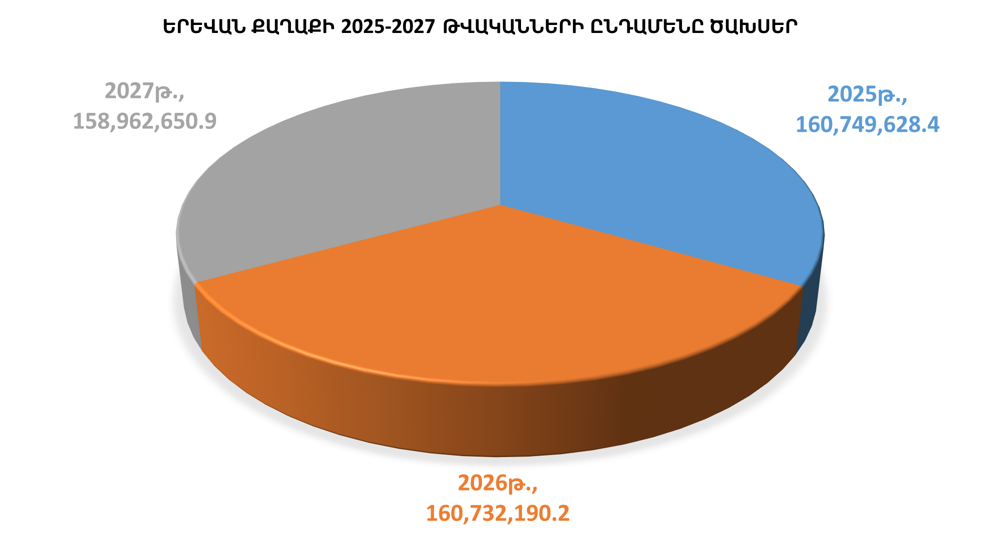 ԵՐԵՎԱՆ ՔԱՂԱՔԻ 2025-2027 ԹՎԱԿԱՆՆԵՐԻ ԸՆԴԱՄԵՆԸ ԾԱԽՍԵՐ
2027թ.,
158,962,650.9
2025թ.,
160,749,628.4
2026թ.,
160,732,190.2